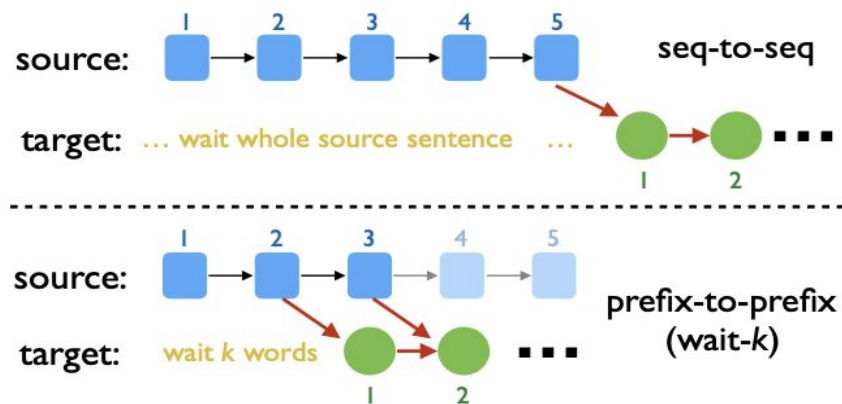 1 2 3 4 5
source: seq-to-seq
target: ... wait whole source sentence ...
1 2
1 2 3 4 5
source:
prefix-to-prefix
(wait-k)
target: wait k words
1 2